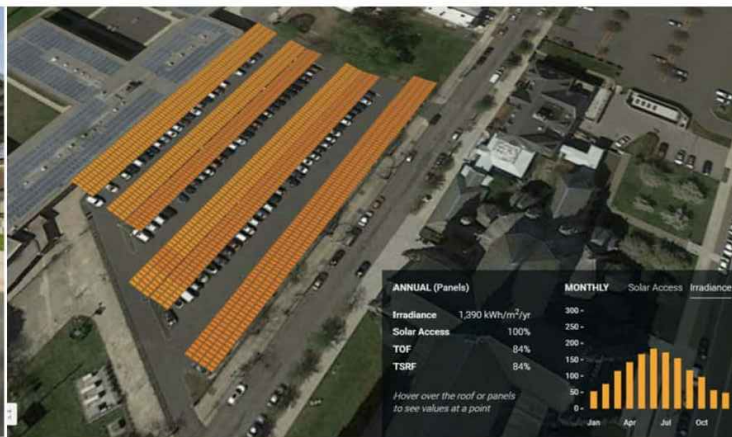 ANNUAL (Panels)
Irradiance 1,390 kWh/m²/yr
Solar Access 100%
TOF 84%
TSRF 84%
Hover over the roof or panels
to see values at a point
MONTHLY Solar Access Irradiance
300 -
250 -
200 -
150 -
100 -
50 -
0 -
Jan Apr Jul Oct